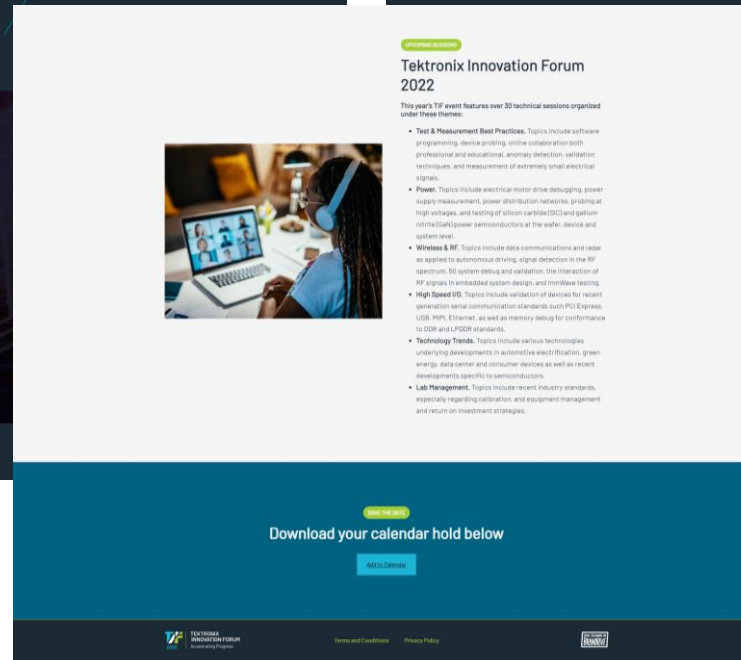 UPCOMING SESSIONS
Tektronix Innovation Forum
2022
This year's TIF event features over 30 technical sessions organized
under these themes:
• Test & Measurement Best Practices. Topics include software
programming, device probing, online collaboration both
professional and educational, anomaly detection, validation
techniques, and measurement of extremely small electrical
signals.
• Power. Topics include electrical motor drive debugging, power
supply measurement, power distribution networks, probing at
high voltages, and testing of silicon carbide (SiC) and gallium
nitrite (GaN) power semiconductors at the wafer, device and
system level.
• Wireless & RF. Topics include data communications and radar
as applied to autonomous driving, signal detection in the RF
spectrum, 5G system debug and validation, the interaction of
RF signals in embedded system design, and mmWave testing.
• High Speed I/O. Topics include validation of devices for recent
generation serial communication standards such PCI Express,
USB, MIPI, Ethernet, as well as memory debug for conformance
to DDR and LPDDR standards.
• Technology Trends. Topics include various technologies
underlying developments in automotive electrification, green
energy, data center and consumer devices as well as recent
developments specific to semiconductors.
• Lab Management. Topics include recent industry standards,
especially regarding calibration, and equipment management
and return on investment strategies.
SAVE THE DATE
Download your calendar hold below
Add to Calendar
TIF
2022
TEKTRONIX
INNOVATION FORUM
Accelerating Progress
Terms and Conditions
Privacy Policy
BRANDLIVE